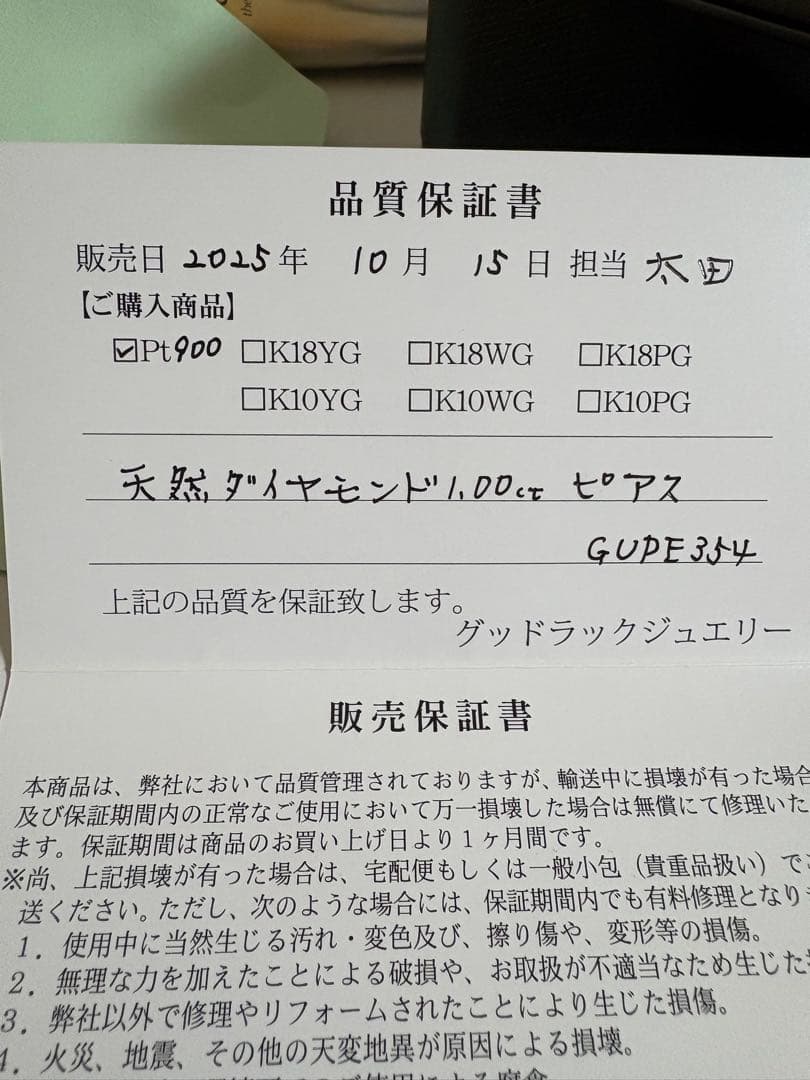 the
品質保証書
販売日 2025年 10月 15日 担当 太田
【ご購入商品】
☑Pt900 □K18YG □K18WG □K18PG
□K10YG □K10WG □K10PG
天然ダイヤモンド1.00ct ピアス
GUPE354
上記の品質を保証致します。
グッドラックジュエリー
販売保証書
本商品は、弊社において品質管理されておりますが、輸送中に損壊が有った場合
及び保証期間内の正常なご使用において万一損壊した場合は無償にて修理いた
ます。保証期間は商品のお買い上げ日より1ヶ月間です。
※尚、上記損壊が有った場合は、宅配便もしくは一般小包（貴重品扱い）でご
送ください。ただし、次のような場合には、保証期間内でも有料修理となり
1．使用中に当然生じる汚れ・変色及び、擦り傷や、変形等の損傷。
2．無理な力を加えたことによる破損や、お取扱が不適当なため生じた
3．弊社以外で修理やリフォームされたことにより生じた損傷。
4．火災、地震、その他の天変地異が原因による損壊。